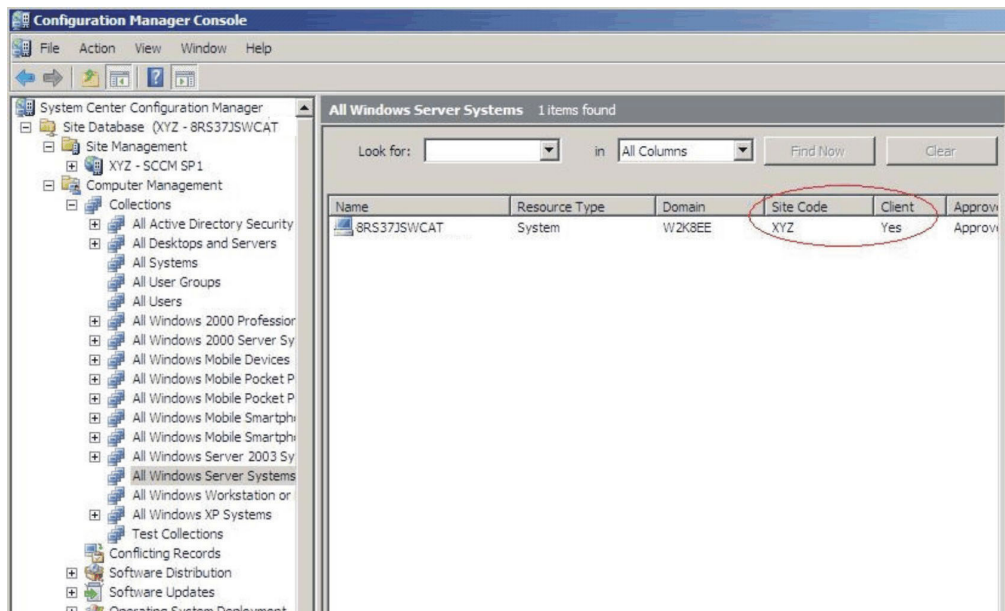 Configuration Manager Console
File Action View Window Help
System Center Configuration Manager
Site Database (XYZ - 8RS37JSWCAT
Site Management
XYZ - SCCM SP1
Computer Management
Collections
All Active Directory Security
All Desktops and Servers
All Systems
All User Groups
All Users
All Windows 2000 Profession
All Windows 2000 Server Sy
All Windows Mobile Devices
All Windows Mobile Pocket P
All Windows Mobile Pocket P
All Windows Mobile Smartph
All Windows Mobile Smartph
All Windows Server 2003 Sy
All Windows Server Systems
All Windows Workstation or
All Windows XP Systems
Test Collections
Conflicting Records
Software Distribution
Software Updates
Operating System Deployment
All Windows Server Systems 1 items found
Look for: in All Columns Find Now Clear
Name Resource Type Domain Site Code Client Approv
8RS37JSWCAT System W2K8EE XYZ Yes Approv